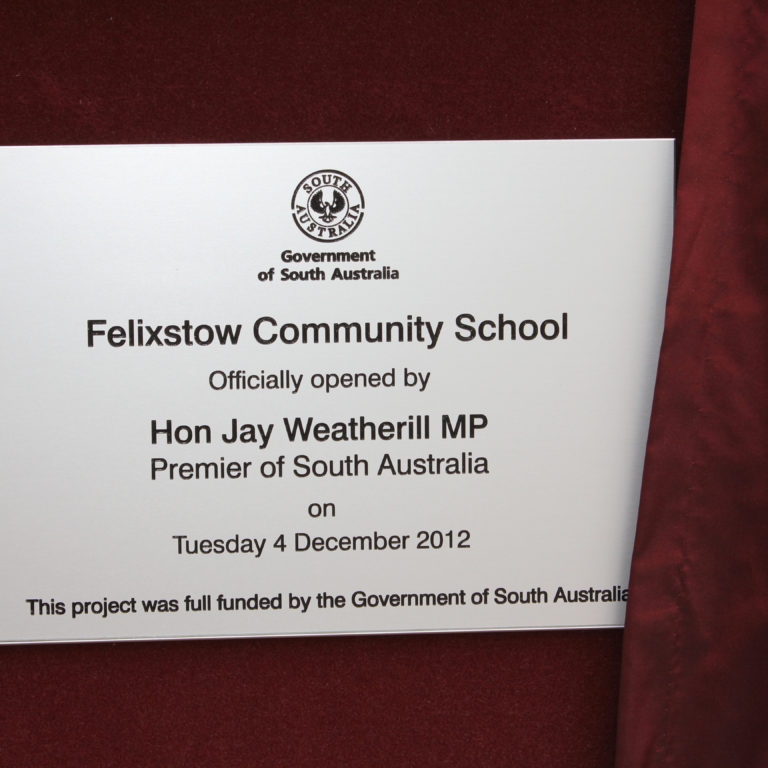 SOUTH
AUSTRALIA
Government
of South Australia
Felixstow Community School
Officially opened by
Hon Jay Weatherill MP
Premier of South Australia
on
Tuesday 4 December 2012
This project was full funded by the Government of South Australia